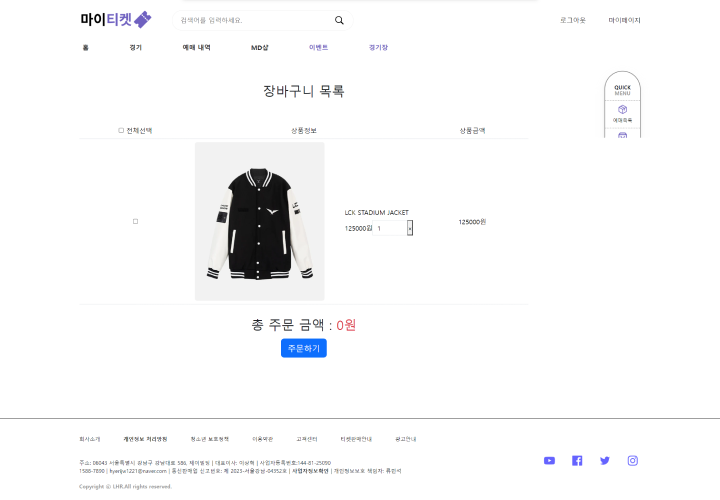 마이티켓
검색어를 입력하세요.
로그아웃 마이페이지
홈 경기 예매 내역 MD샵 이벤트 경기장
장바구니 목록
QUICK
MENU
예매목록
전체선택 상품정보 상품금액
LCK STADIUM JACKET
125000원 1 x
125000원
총 주문 금액 : 0원
주문하기
회사소개 개인정보 처리방침 청소년 보호정책 이용약관 고객센터 티켓판매안내 광고안내
주소: 06043 서울특별시 강남구 강남대로 586, 제이빌딩 | 대표이사: 이상혁 | 사업자등록번호:144-81-25090
1588-7890 | hyerijw1221@naver.com | 통신판매업 신고번호: 제 2023-서울강남-04352호 | 사업자정보확인 | 개인정보보호 책임자: 류민석
Copyright ⓒ LHR.All rights reserved.